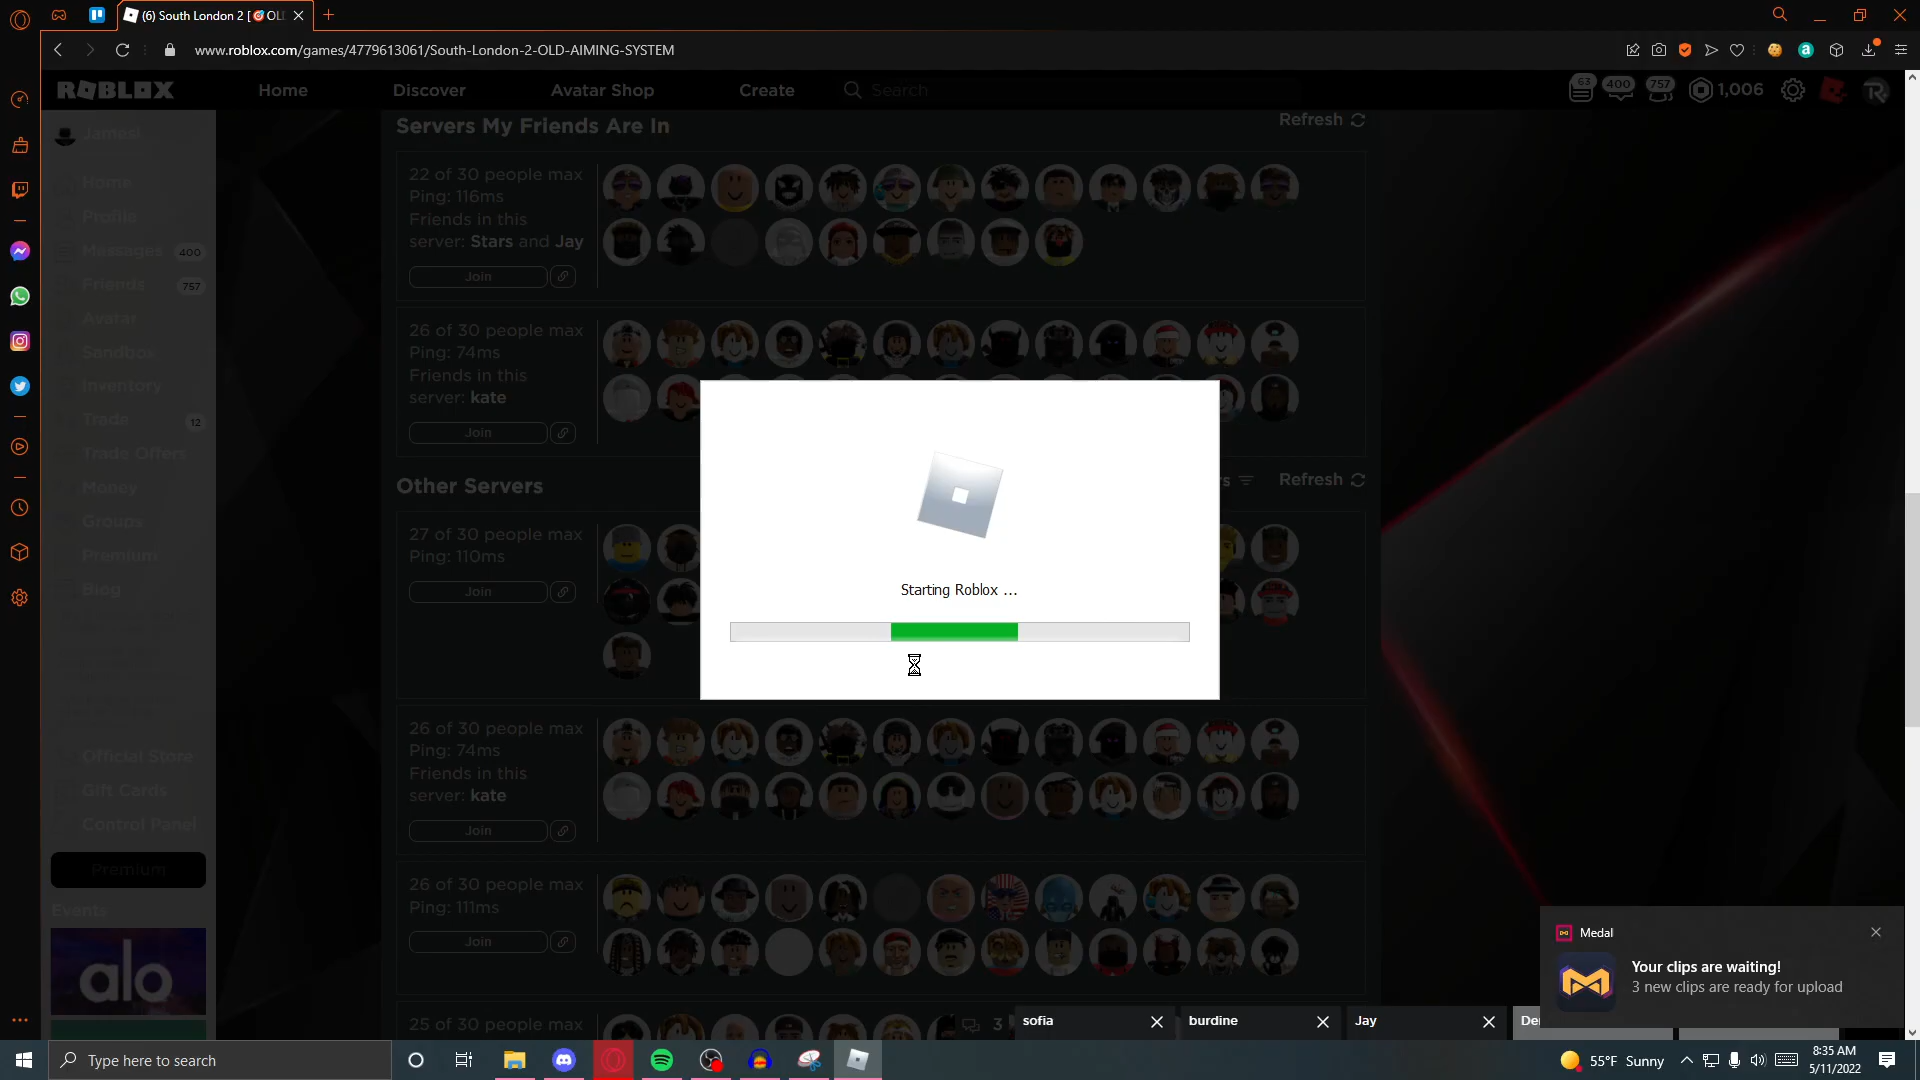 (6) South London 2 [🎯OL
www.roblox.com/games/4779613061/South-London-2-OLD-AIMING-SYSTEM
ROBLOX
Home
Discover
Avatar Shop
Create
Search
63
400
757
1,006
Jamesi
Home
Profile
Messages
400
Friends
757
Avatar
Sandbox
Inventory
Trade
12
Trade Offers
Money
Groups
Premium
Blog
Official Store
Gift Cards
Control Panel
Premium
Events
alo
Servers My Friends Are In
Refresh
22 of 30 people max
Ping: 116ms
Friends in this
server: Stars and Jay
Join
26 of 30 people max
Ping: 74ms
Friends in this
server: kate
Join
Other Servers
Refresh
27 of 30 people max
Ping: 110ms
Join
26 of 30 people max
Ping: 74ms
Friends in this
server: kate
Join
26 of 30 people max
Ping: 111ms
Join
25 of 30 people max
Starting Roblox ...
Medal
Your clips are waiting!
3 new clips are ready for upload
3
sofia
burdine
Jay
Type here to search
55°F Sunny
8:35 AM
5/11/2022